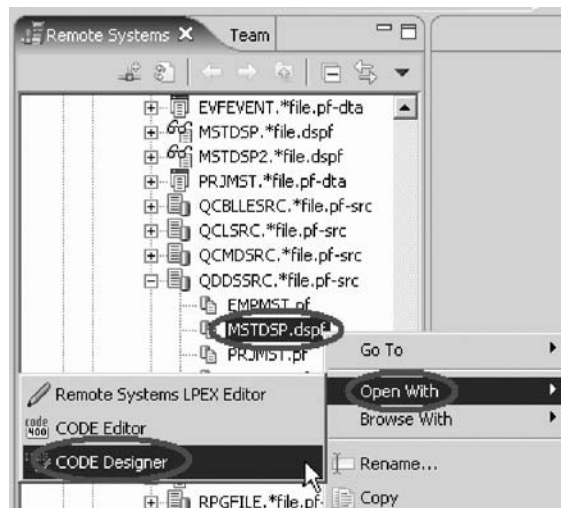 Remote Systems Team
EVFEVENT.*file.pf-dta
MSTDSP.*file.dspf
MSTDSP2.*file.dspf
PRJMST.*file.pf-dta
QCBLLESRC.*file.pf-src
QCLSRC.*file.pf-src
QCMDSRC.*file.pf-src
QDDSSRC.*file.pf-src
EMPMST.pf
MSTDSP.dspf
PRJMST.pf
Go To
Open With
Browse With
Rename...
Copy
Remote Systems LPEX Editor
code 400 CODE Editor
CODE Designer
RPGFILE.*file.pf-